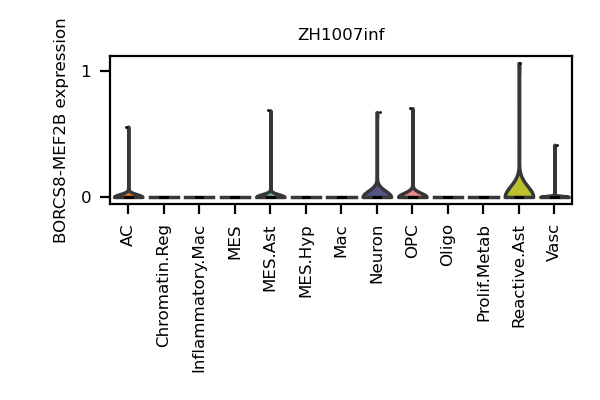 ZH1007inf
BORCS8-MEF2B expression
1
0
AC
Chromatin.Reg
Inflammatory.Mac
MES
MES.Ast
MES.Hyp
Mac
Neuron
OPC
Oligo
Prolif.Metab
Reactive.Ast
Vasc